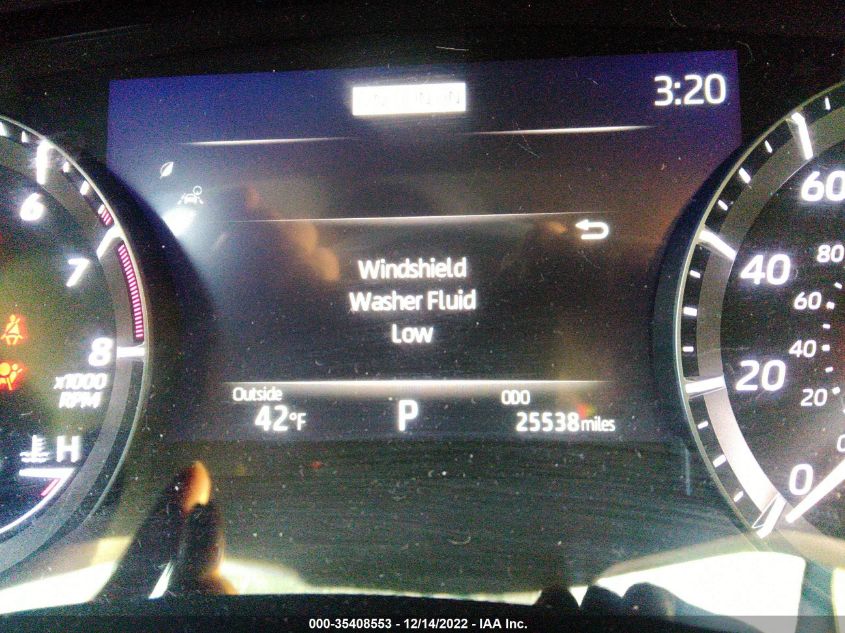 3:20
6
7
8
x1000
RPM
H
Windshield
Washer Fluid
Low
Outside
42°F
P
ODO
25538 miles
60
40
20
0
80
60
40
20
0
000-35408553 - 12/14/2022 - IAA Inc.